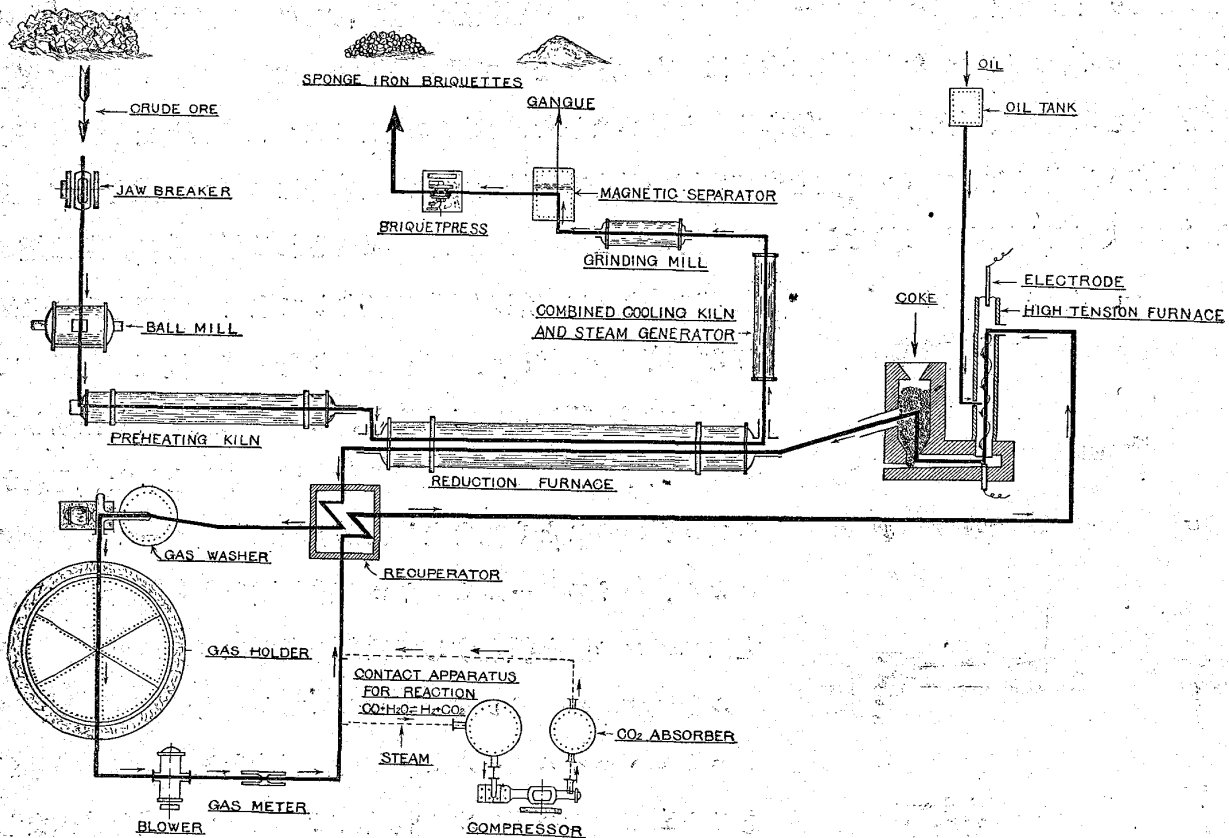 SPONGE IRON BRIQUETTES
GANGUE
OIL
OIL TANK
CRUDE ORE
JAW BREAKER
MAGNETIC SEPARATOR
BRIQUETPRESS
GRINDING MILL
ELECTRODE
HIGH TENSION FURNACE
COKE
COMBINED COOLING KILN
AND STEAM GENERATOR
BALL MILL
PREHEATING KILN
REDUCTION FURNACE
GAS WASHER
RECUPERATOR
GAS HOLDER
CONTACT APPARATUS
FOR REACTION
CO+H2O=H2+CO2
STEAM
CO2 ABSORBER
GAS METER
BLOWER
COMPRESSOR